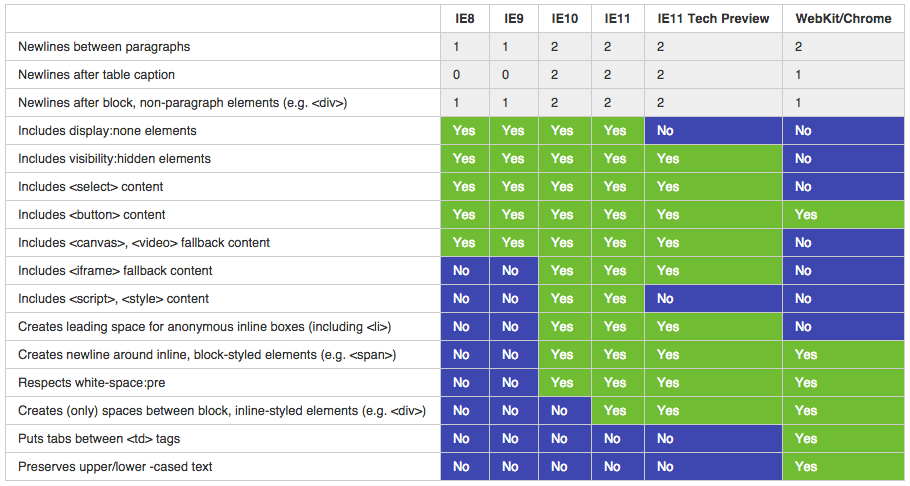 IE8 IE9 IE10 IE11 IE11 Tech Preview WebKit/Chrome
Newlines between paragraphs 1 1 2 2 2 2
Newlines after table caption 0 0 2 2 2 1
Newlines after block, non-paragraph elements (e.g. <div>) 1 1 2 2 2 1
Includes display:none elements Yes Yes Yes Yes No No
Includes visibility:hidden elements Yes Yes Yes Yes Yes No
Includes <select> content Yes Yes Yes Yes Yes No
Includes <button> content Yes Yes Yes Yes Yes Yes
Includes <canvas>, <video> fallback content Yes Yes Yes Yes Yes No
Includes <iframe> fallback content No No Yes Yes Yes No
Includes <script>, <style> content No No Yes Yes No No
Creates leading space for anonymous inline boxes (including <li>) No No Yes Yes Yes No
Creates newline around inline, block-styled elements (e.g. <span>) No No Yes Yes Yes Yes
Respects white-space:pre No No Yes Yes Yes Yes
Creates (only) spaces between block, inline-styled elements (e.g. <div>) No No No Yes Yes Yes
Puts tabs between <td> tags No No No No No Yes
Preserves upper/lower -cased text No No No No No Yes